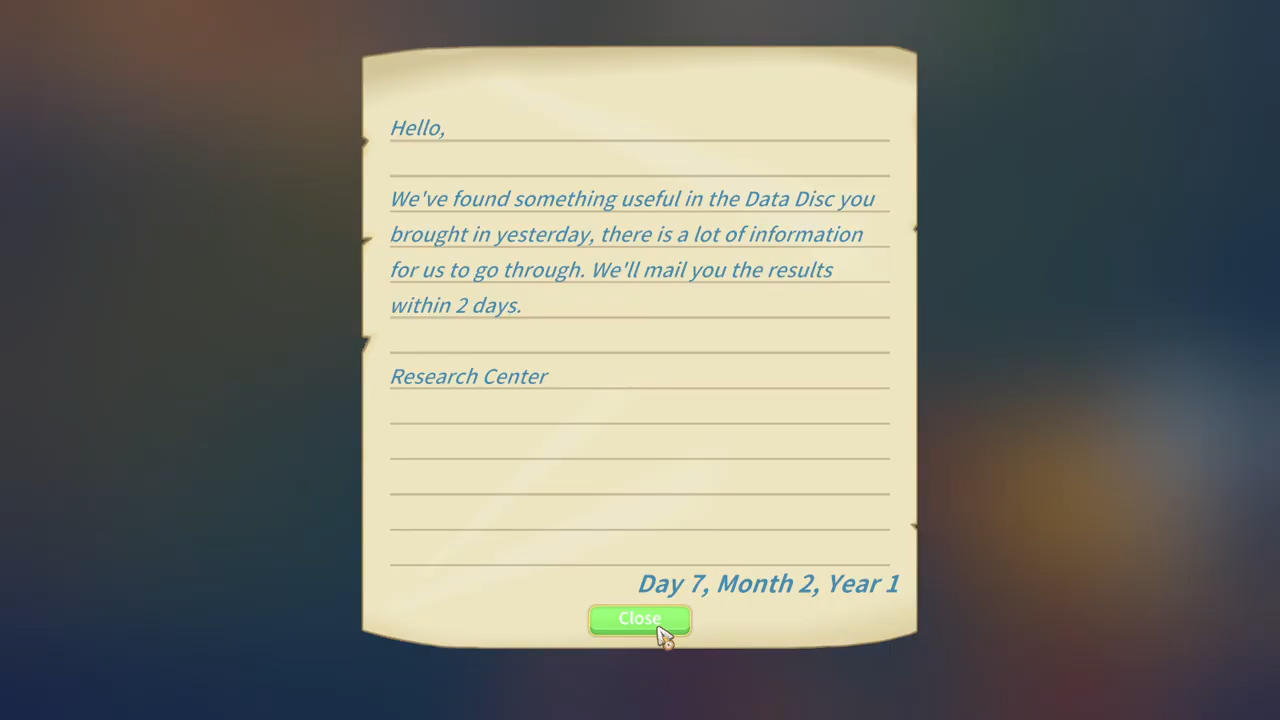 Hello,
We've found something useful in the Data Disc you
brought in yesterday, there is a lot of information
for us to go through. We'll mail you the results
within 2 days.
Research Center
Day 7, Month 2, Year 1
Close